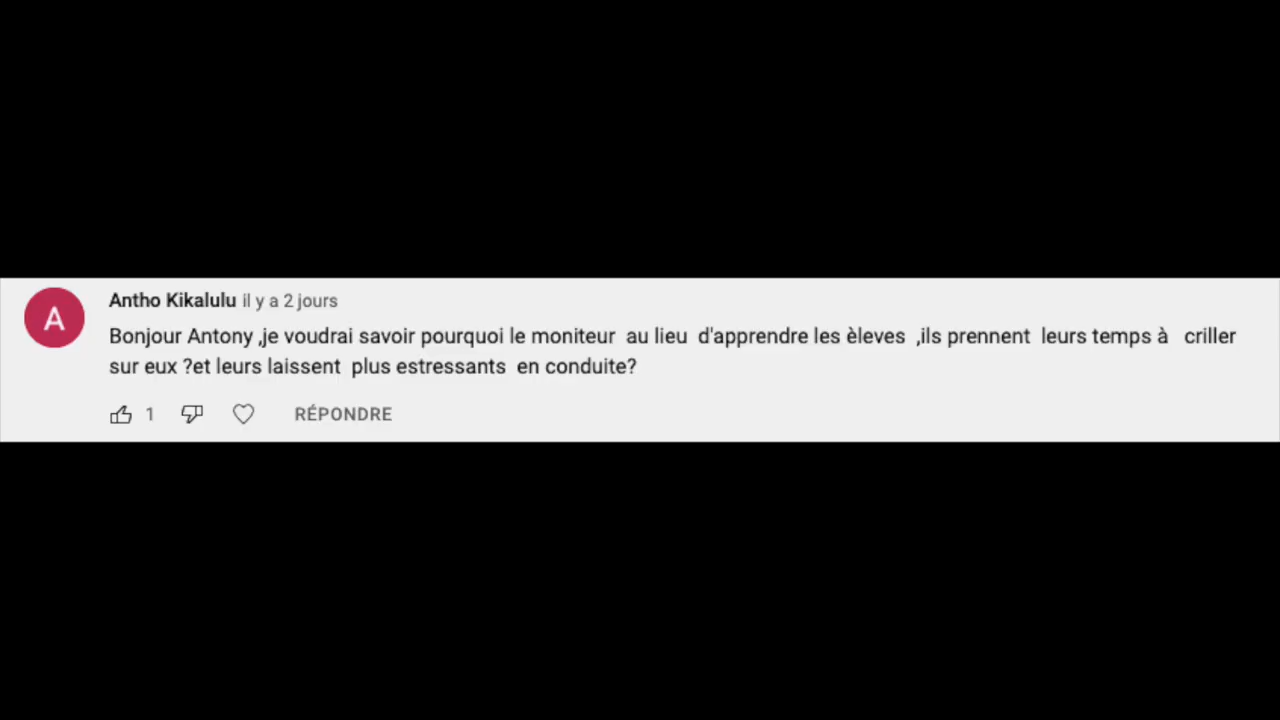 A
Antho Kikalulu il y a 2 jours
Bonjour Antony ,je voudrai savoir pourquoi le moniteur  au lieu  d'apprendre les èleves  ,ils prennent  leurs temps à   criller
sur eux ?et leurs laissent  plus estressants  en conduite?
1 RÉPONDRE